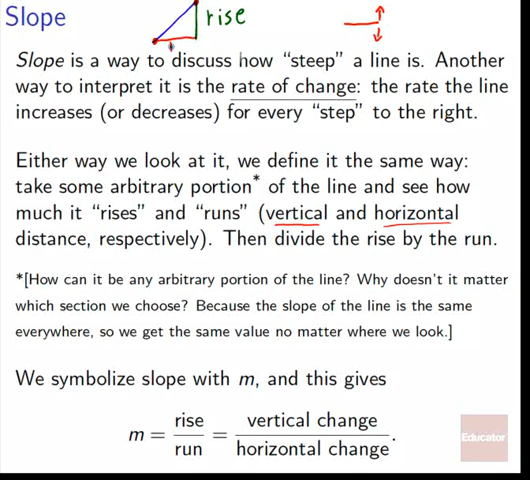 Slope
rise
Slope is a way to discuss how “steep” a line is. Another
way to interpret it is the rate of change: the rate the line
increases (or decreases) for every “step” to the right.
Either way we look at it, we define it the same way:
take some arbitrary portion* of the line and see how
much it “rises” and “runs” (vertical and horizontal
distance, respectively). Then divide the rise by the run.
*[How can it be any arbitrary portion of the line? Why doesn't it matter
which section we choose? Because the slope of the line is the same
everywhere, so we get the same value no matter where we look.]
We symbolize slope with m, and this gives
m = rise/run = vertical change/horizontal change.
Educator